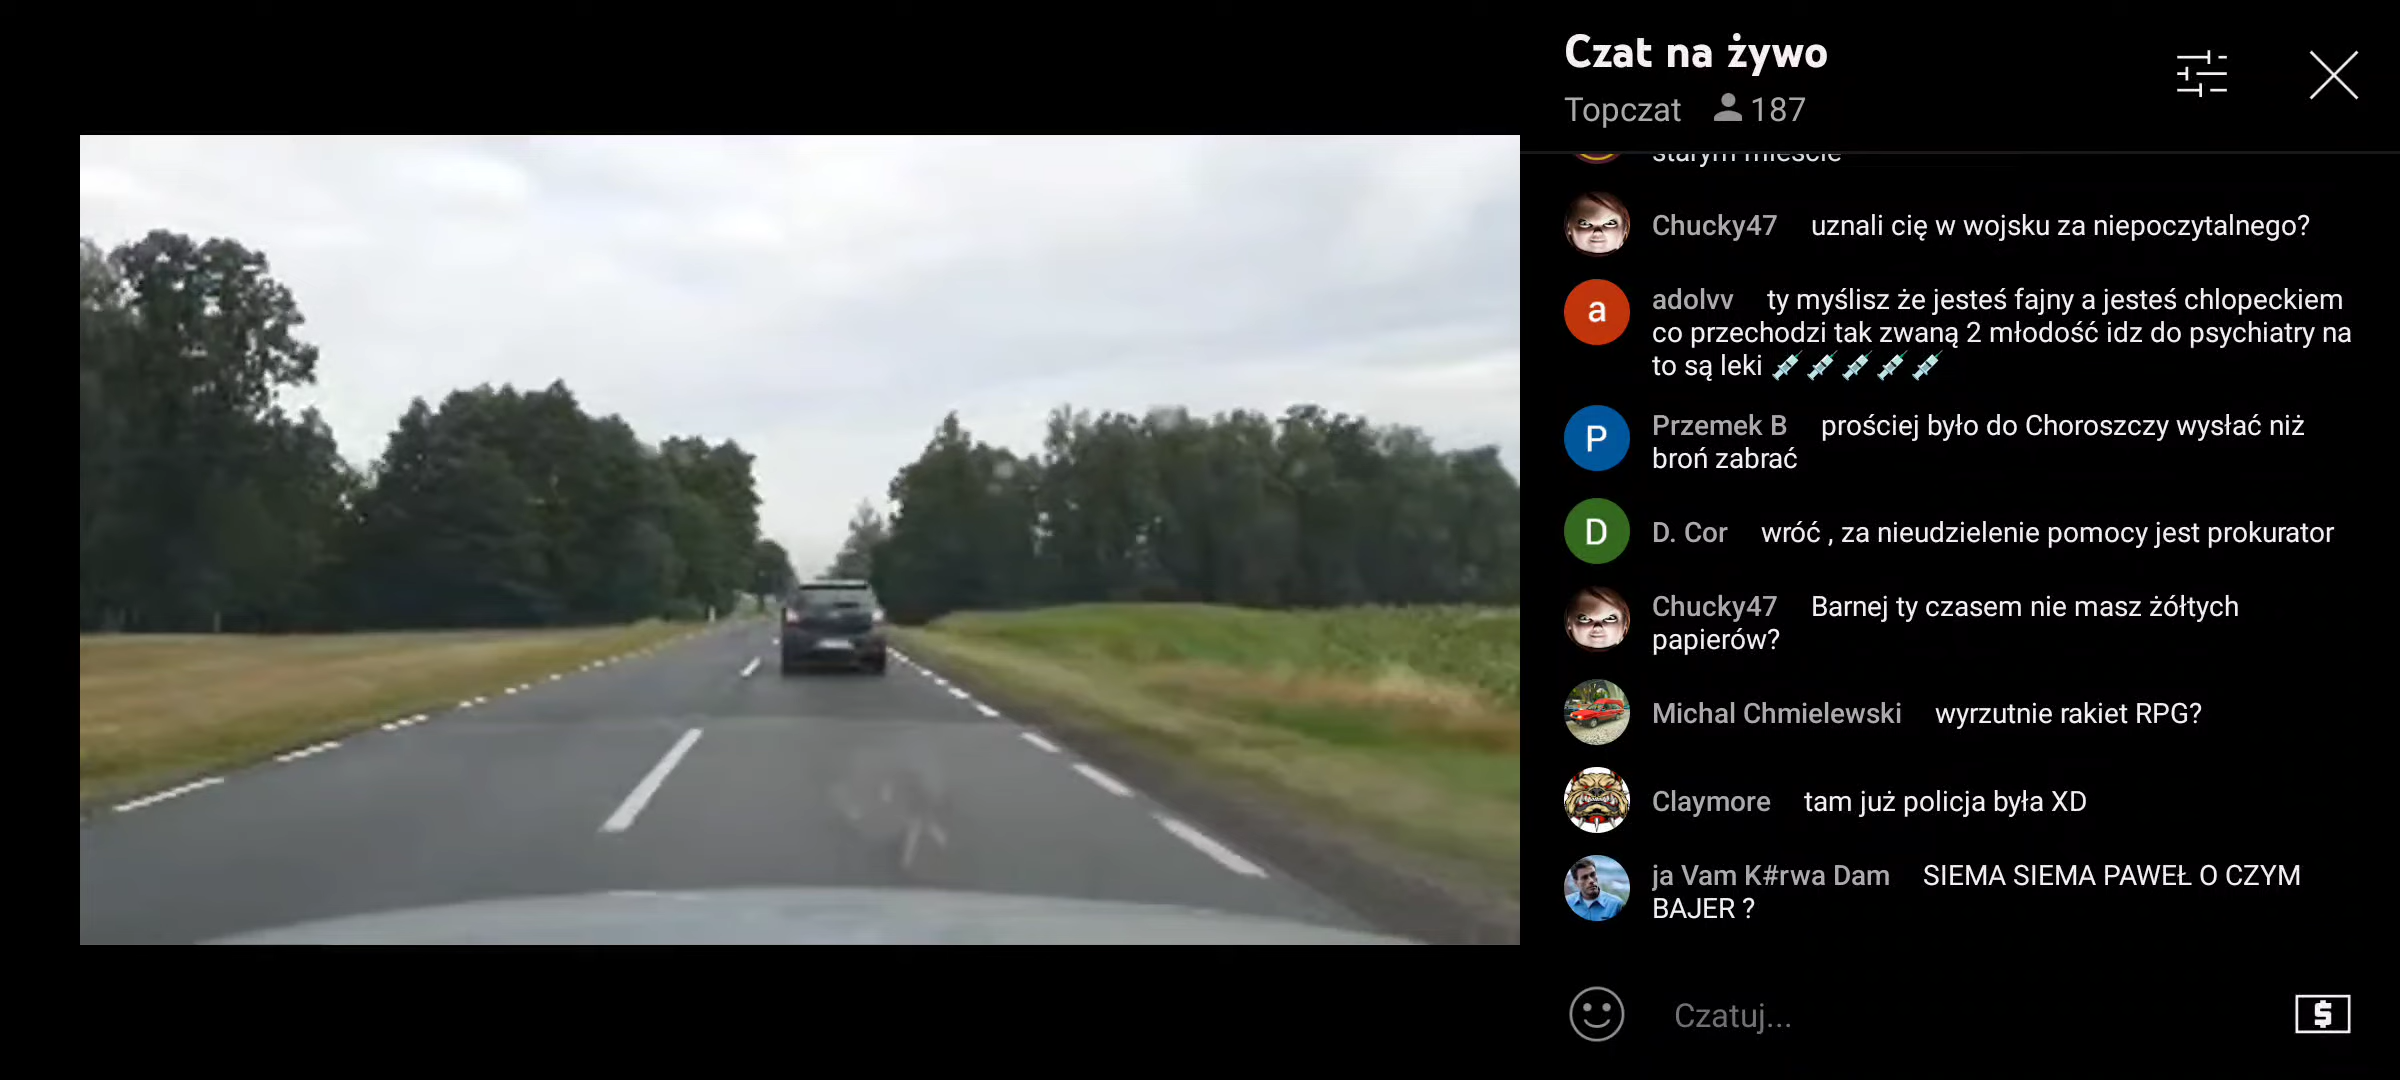 Czat na żywo
Topczat 187
starym mieście
Chucky47 uznali cię w wojsku za niepoczytalnego?
a
adolvv ty myślisz że jesteś fajny a jesteś chlopeckiem
co przechodzi tak zwaną 2 młodość idz do psychiatry na
to są leki 💉💉💉💉💉
P
Przemek B prościej było do Choroszczy wysłać niż
broń zabrać
D
D. Cor wróć , za nieudzielenie pomocy jest prokurator
Chucky47 Barnej ty czasem nie masz żółtych
papierów?
Michal Chmielewski wyrzutnie rakiet RPG?
Claymore tam już policja była XD
ja Vam K#rwa Dam SIEMA SIEMA PAWEŁ O CZYM
BAJER ?
Czatuj...
$